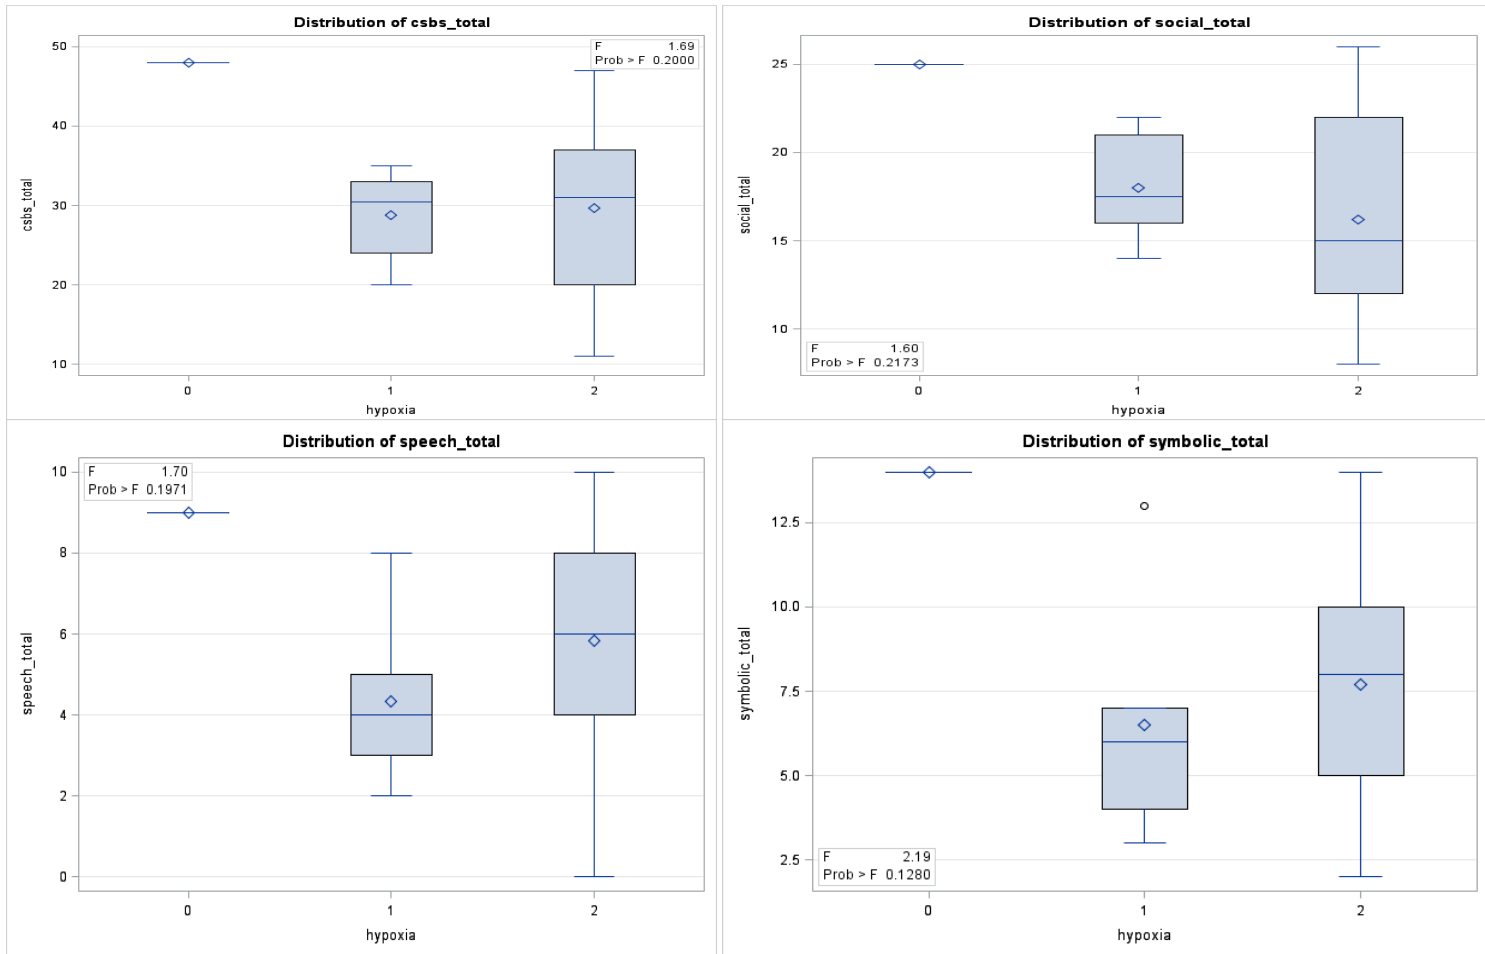 Distribution of csbs_total
F 1.69
Prob > F 0.2000
50
40
30
20
10
csbs_total
0 1 2
hypoxia
Distribution of social_total
25
20
15
10
social_total
F 1.60
Prob > F 0.2173
0 1 2
hypoxia
Distribution of speech_total
F 1.70
Prob > F 0.1971
10
8
6
4
2
0
speech_total
0 1 2
hypoxia
Distribution of symbolic_total
12.5
10.0
7.5
5.0
2.5
symbolic_total
F 2.19
Prob > F 0.1280
0 1 2
hypoxia